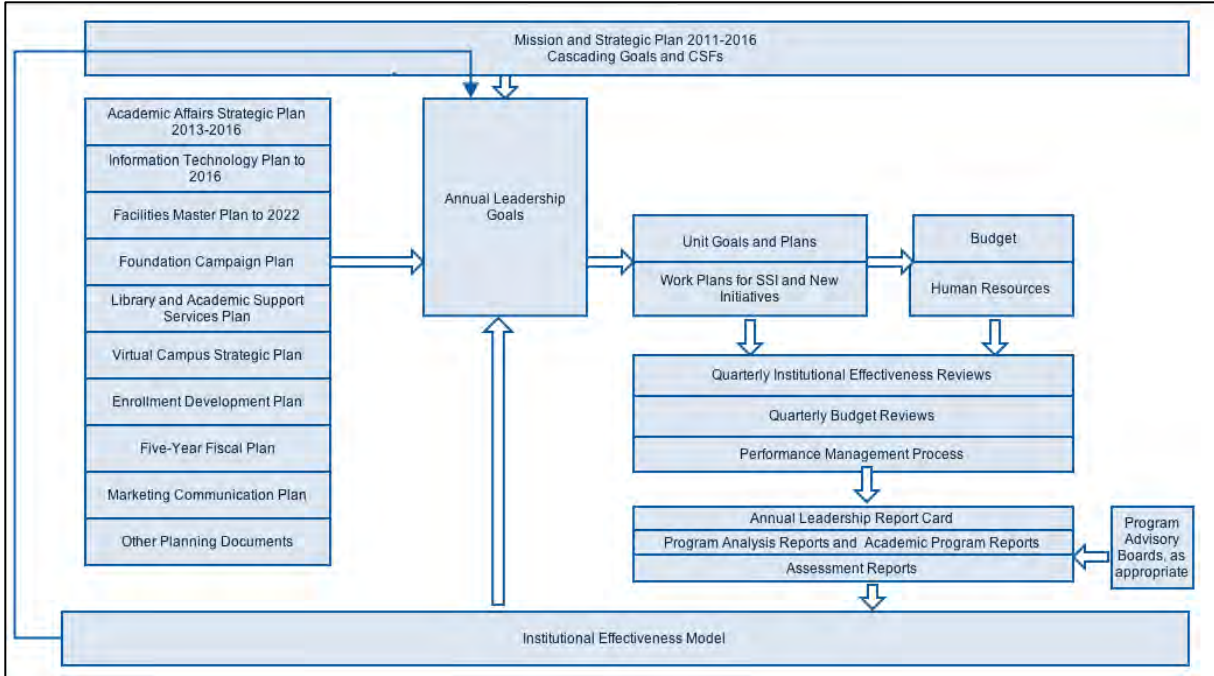 Mission and Strategic Plan 2011-2016
Cascading Goals and CSFs
Academic Affairs Strategic Plan
2013-2016
Information Technology Plan to
2016
Facilities Master Plan to 2022
Foundation Campaign Plan
Library and Academic Support
Services Plan
Virtual Campus Strategic Plan
Enrollment Development Plan
Five-Year Fiscal Plan
Marketing Communication Plan
Other Planning Documents
Annual Leadership
Goals
Unit Goals and Plans
Work Plans for SSI and New
Initiatives
Budget
Human Resources
Quarterly Institutional Effectiveness Reviews
Quarterly Budget Reviews
Performance Management Process
Annual Leadership Report Card
Program Analysis Reports and Academic Program Reports
Assessment Reports
Program
Advisory
Boards, as
appropriate
Institutional Effectiveness Model